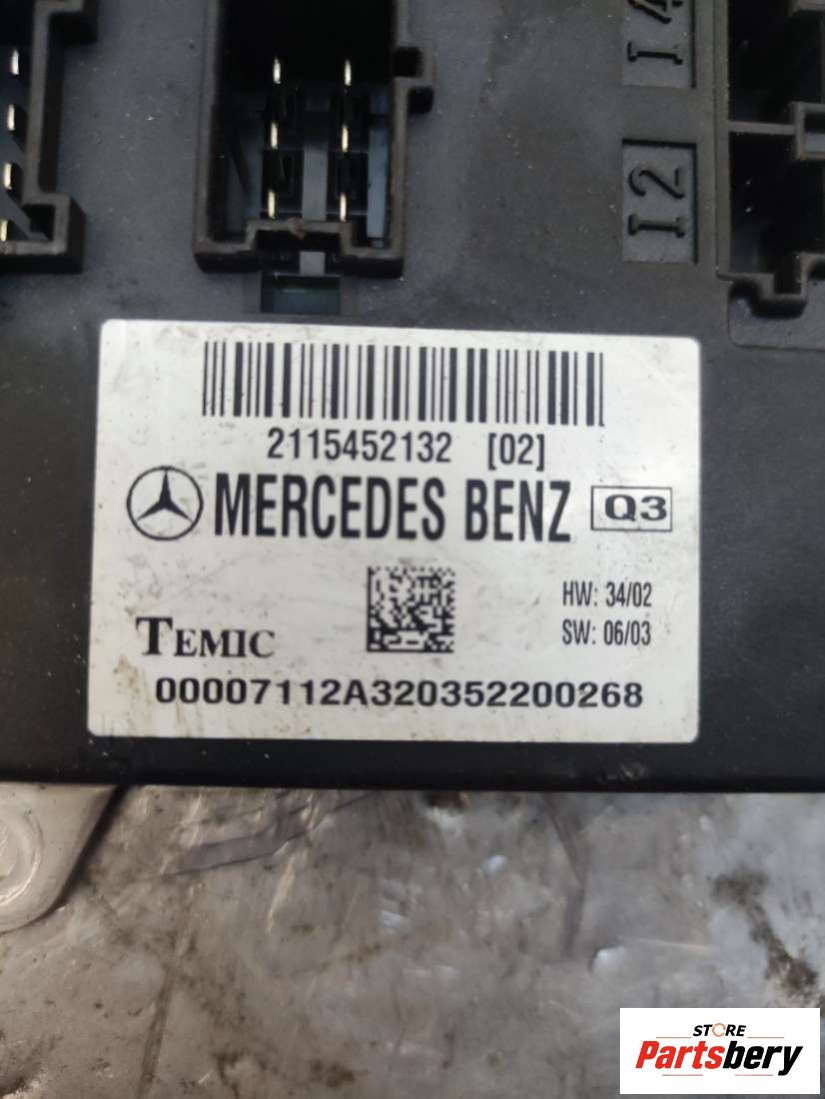 I4
I2
2115452132 [02]
MERCEDES BENZ Q3
HW: 34/02
TEMIC
SW: 06/03
00007112A320352200268
STORE
Partsbery